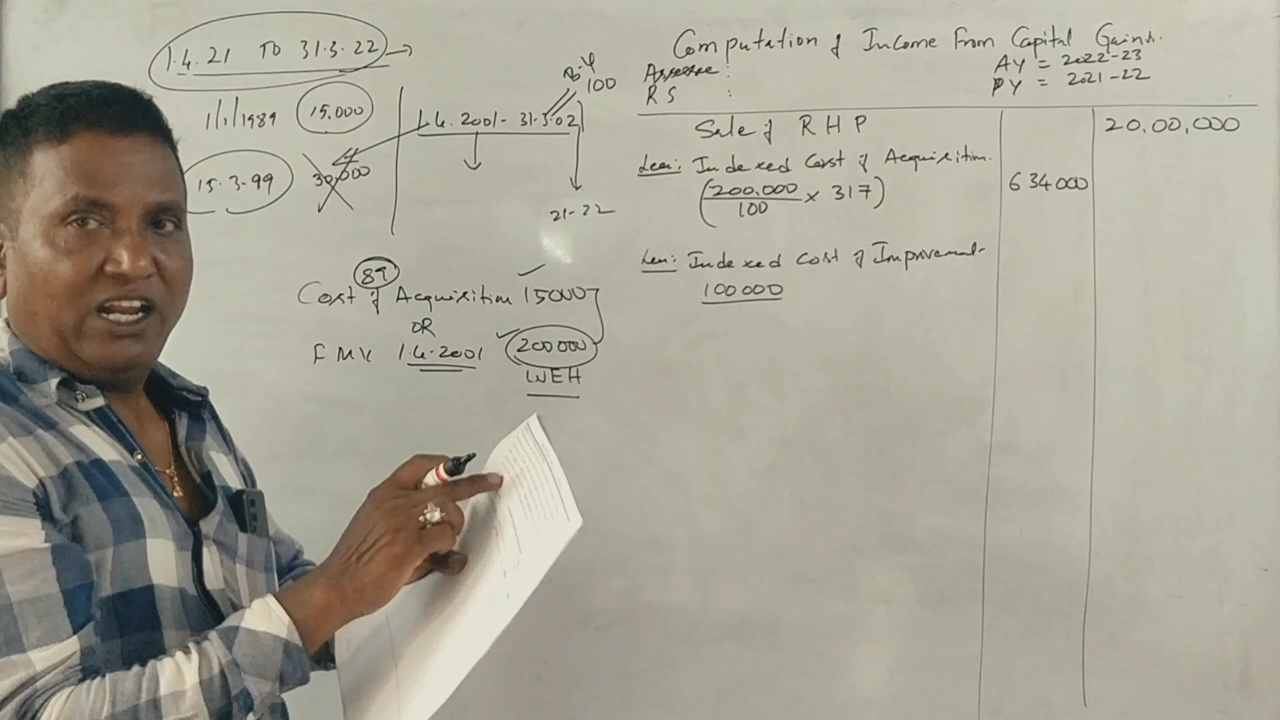 1.4.21 TO 31.3.22
1/1/1989 15.000
15.3.99 30,000
B.Y
100
1.4.2001- 31.3.02
21-22
89
Cost of Acquisition 15000
OR
FMV 1.4.2001 200000
WEH
Computation of Income From Capital Gains.
Assessee :
RS :
AY = 2022-23
PY = 2021-22
Sale of RHP 20,00,000
Less: Indexed Cost of Acquisition.
(200.000/100 × 317) 634000
Less: Indexed Cost of Improvement-
100000